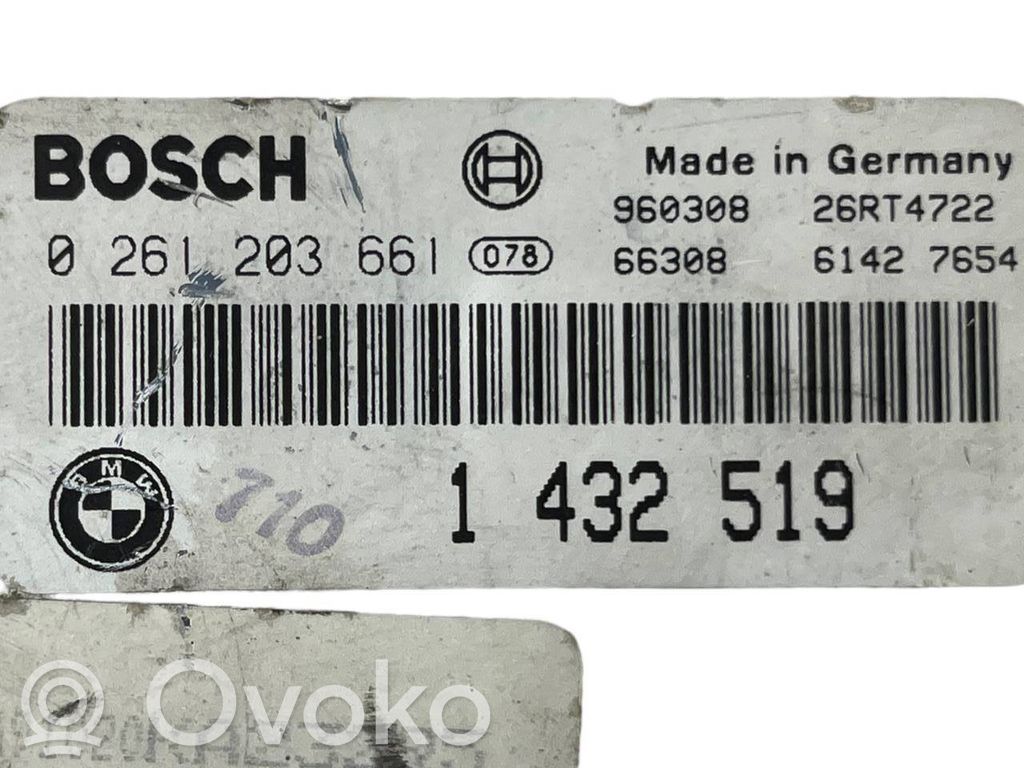 BOSCH
Made in Germany
960308 26RT4722
0 261 203 661 078 66308 6142 7654
BMW
710
1 432 519
Ovoko